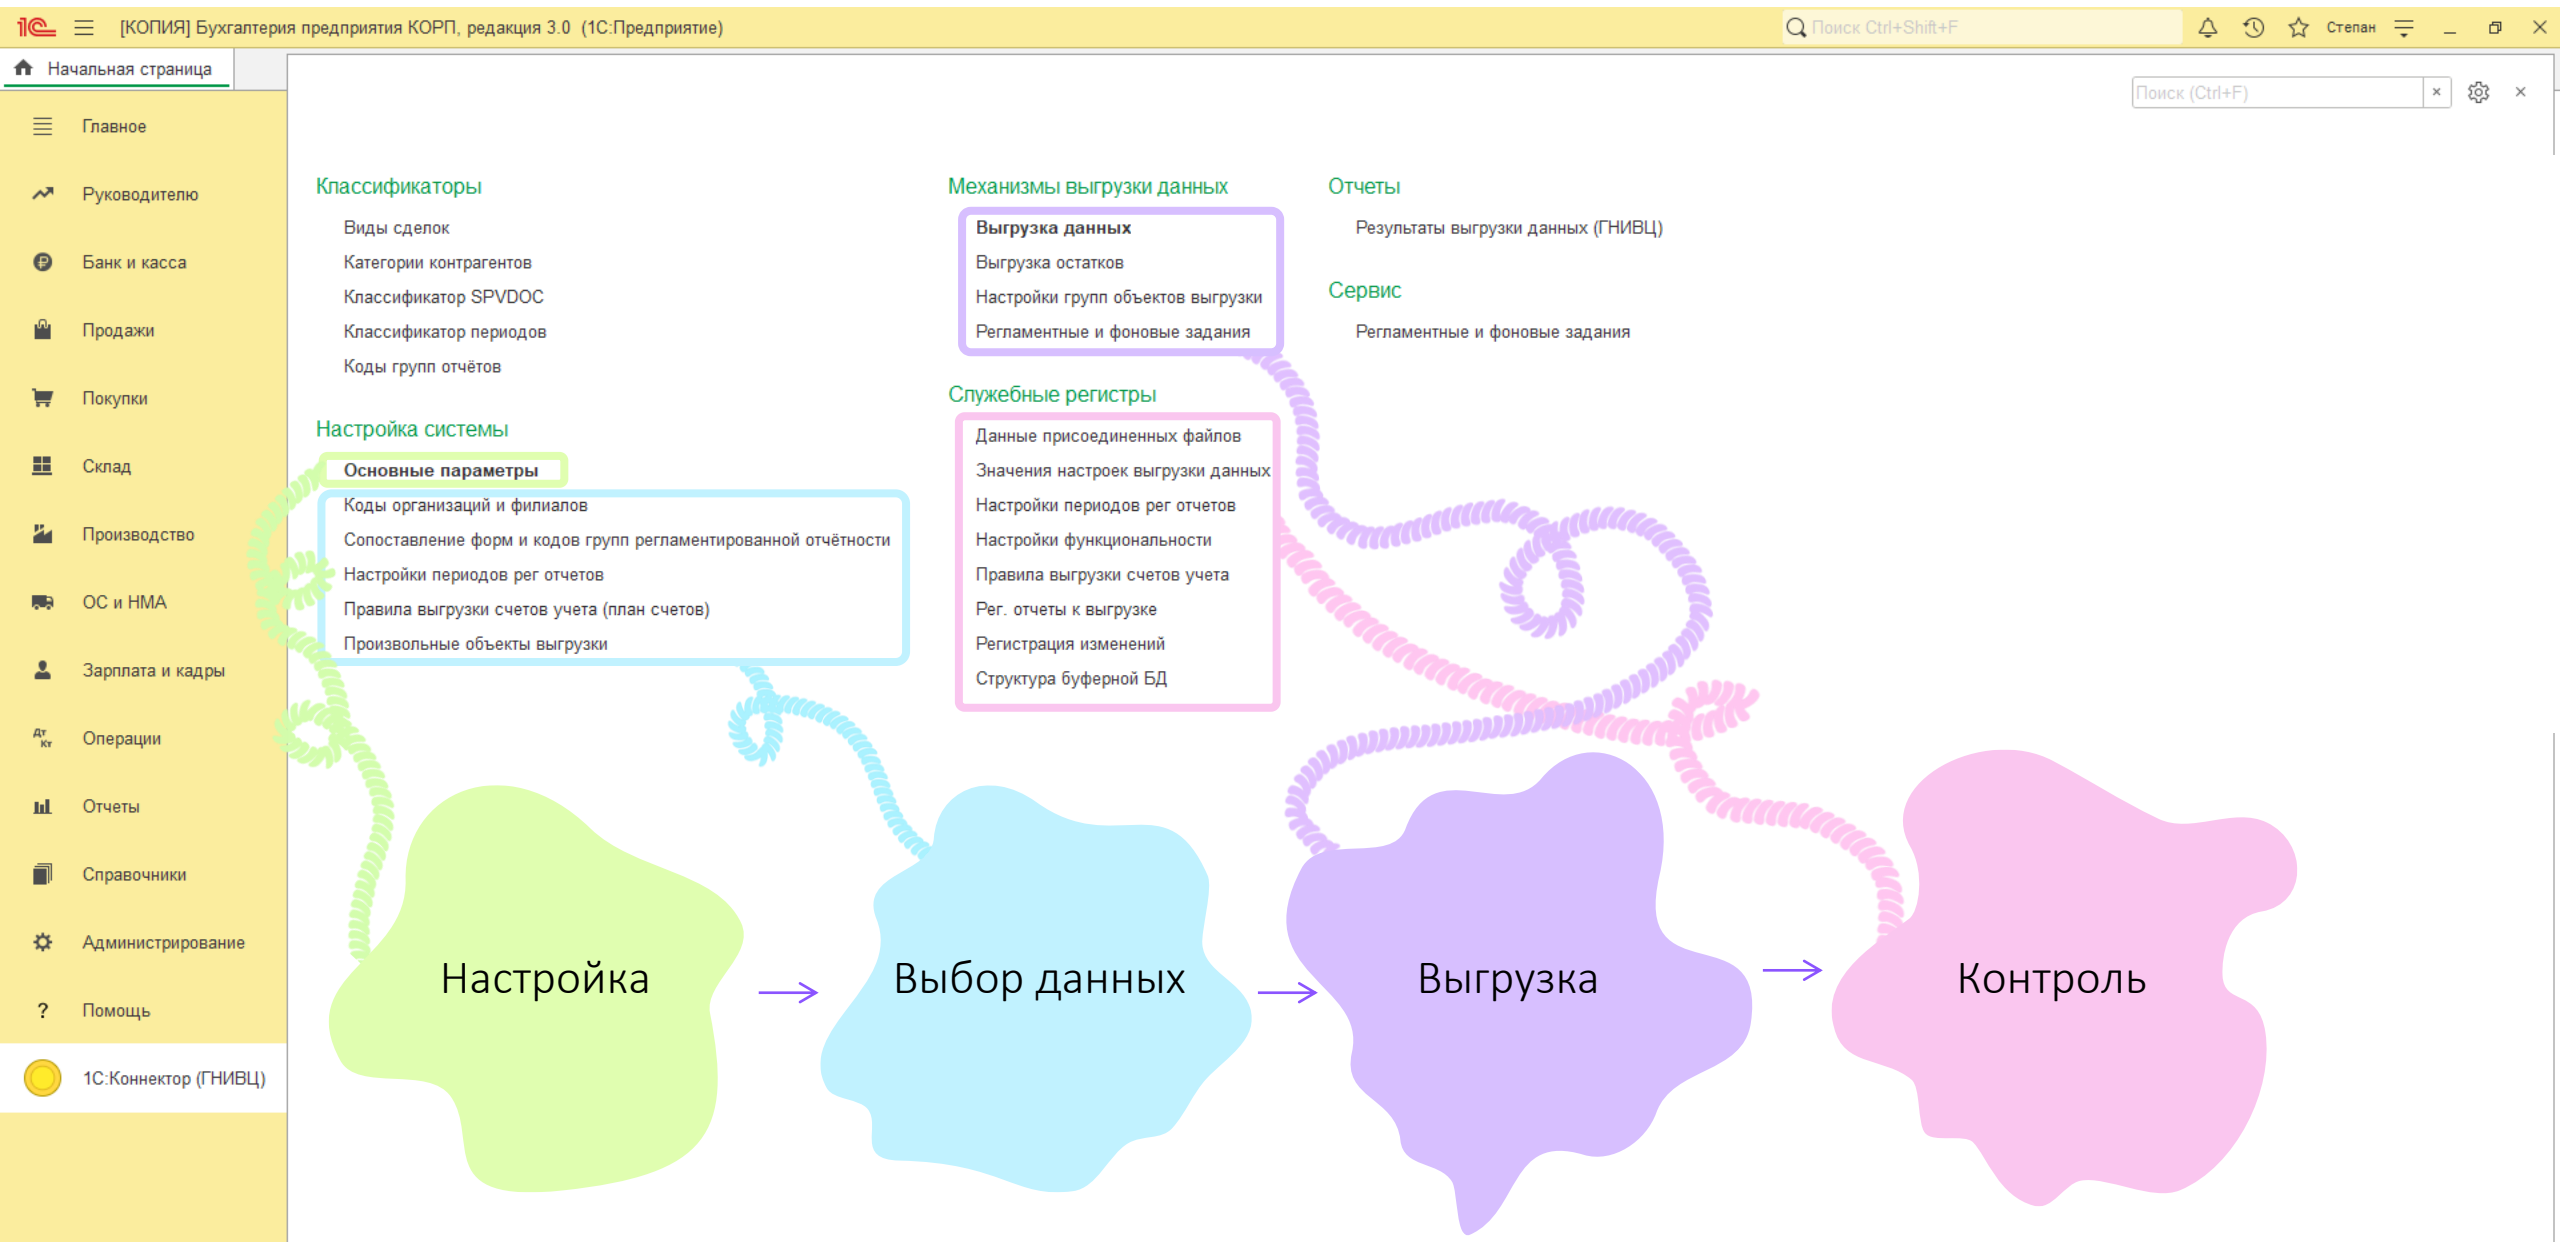 1С [КОПИЯ] Бухгалтерия предприятия КОРП, редакция 3.0 (1С:Предприятие)
Поиск Ctrl+Shift+F
Степан
Начальная страница
Поиск (Ctrl+F)
Главное
Руководителю
Банк и касса
Продажи
Покупки
Склад
Производство
ОС и НМА
Зарплата и кадры
Дт Кт Операции
Отчеты
Справочники
Администрирование
? Помощь
1С:Коннектор (ГНИВЦ)
Классификаторы
Виды сделок
Категории контрагентов
Классификатор SPVDOC
Классификатор периодов
Коды групп отчётов
Настройка системы
Основные параметры
Коды организаций и филиалов
Сопоставление форм и кодов групп регламентированной отчётности
Настройки периодов рег отчетов
Правила выгрузки счетов учета (план счетов)
Произвольные объекты выгрузки
Механизмы выгрузки данных
Выгрузка данных
Выгрузка остатков
Настройки групп объектов выгрузки
Регламентные и фоновые задания
Служебные регистры
Данные присоединенных файлов
Значения настроек выгрузки данных
Настройки периодов рег отчетов
Настройки функциональности
Правила выгрузки счетов учета
Рег. отчеты к выгрузке
Регистрация изменений
Структура буферной БД
Отчеты
Результаты выгрузки данных (ГНИВЦ)
Сервис
Регламентные и фоновые задания
Настройка
Выбор данных
Выгрузка
Контроль